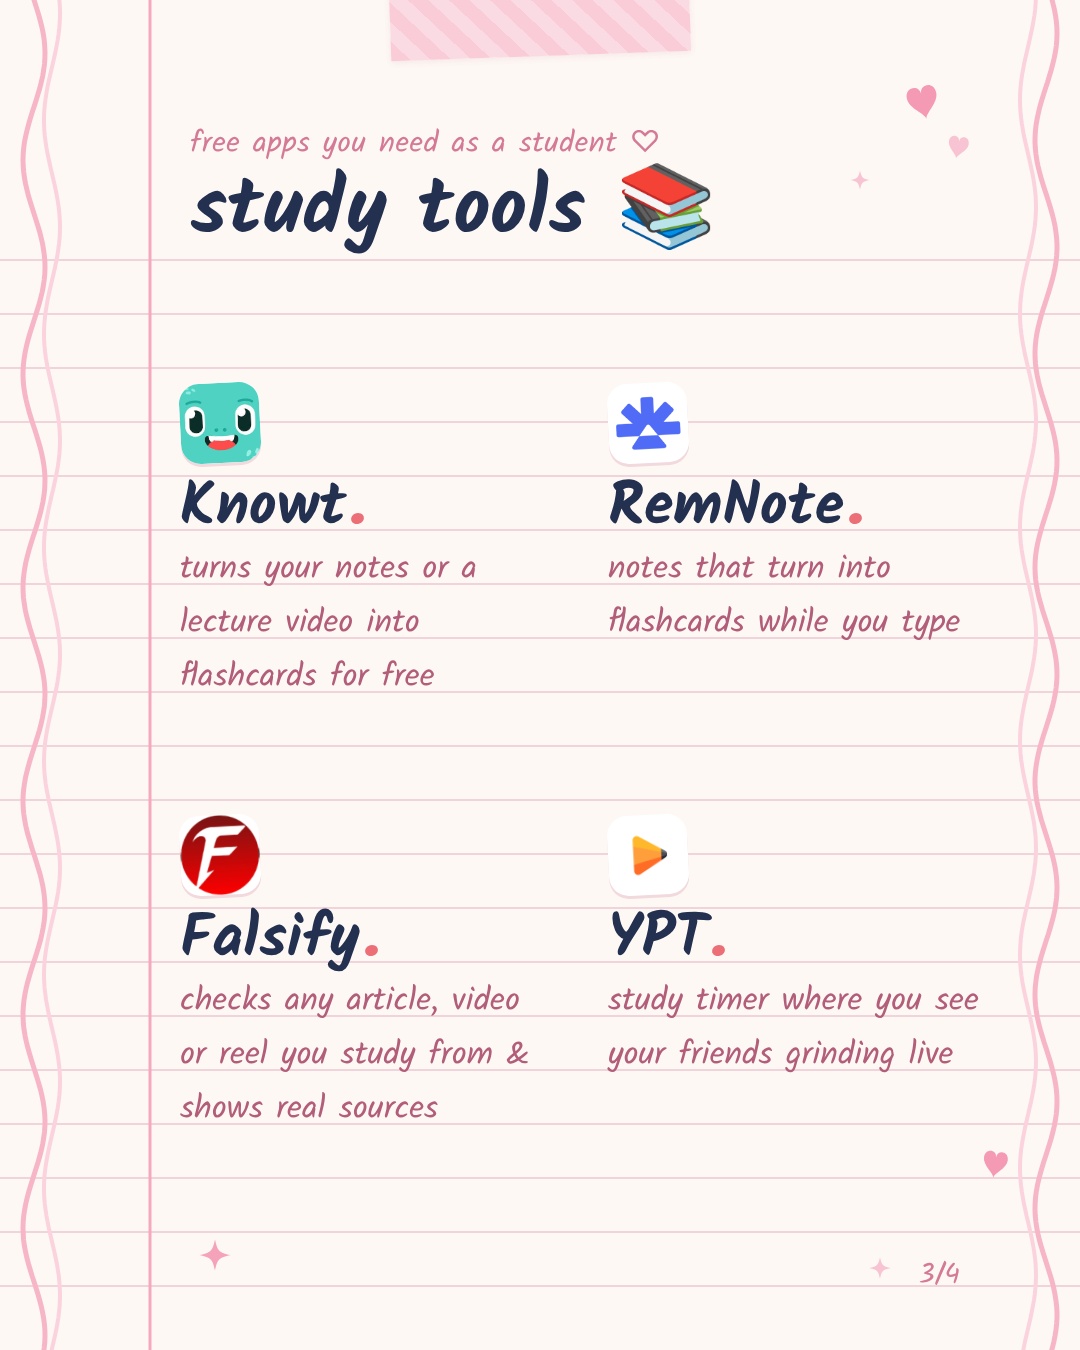 free apps you need as a student ♡
study tools 📚
Knowt.
turns your notes or a
lecture video into
flashcards for free
RemNote.
notes that turn into
flashcards while you type
F
Falsify.
checks any article, video
or reel you study from &
shows real sources
YPT.
study timer where you see
your friends grinding live
3/4